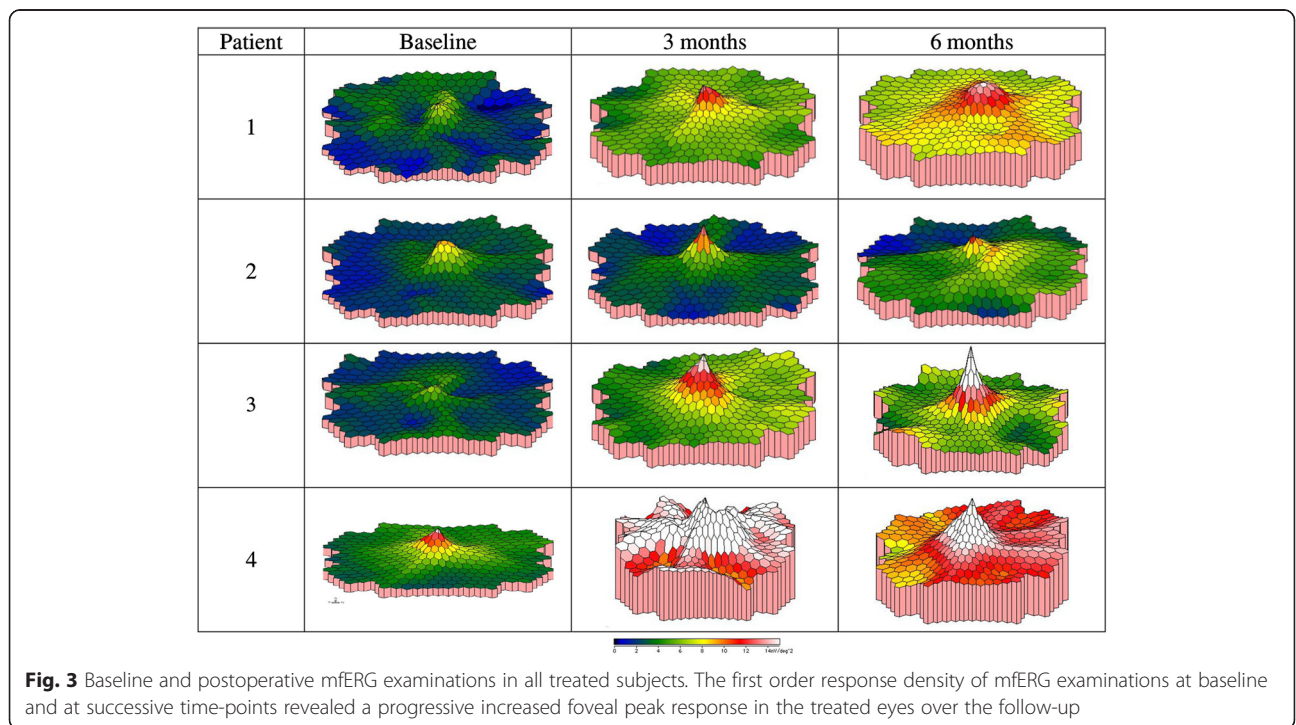 Patient Baseline 3 months 6 months
1
2
3
4
0 2 4 6 8 10 12 14nV/deg^2
Fig. 3 Baseline and postoperative mfERG examinations in all treated subjects. The first order response density of mfERG examinations at baseline
and at successive time-points revealed a progressive increased foveal peak response in the treated eyes over the follow-up